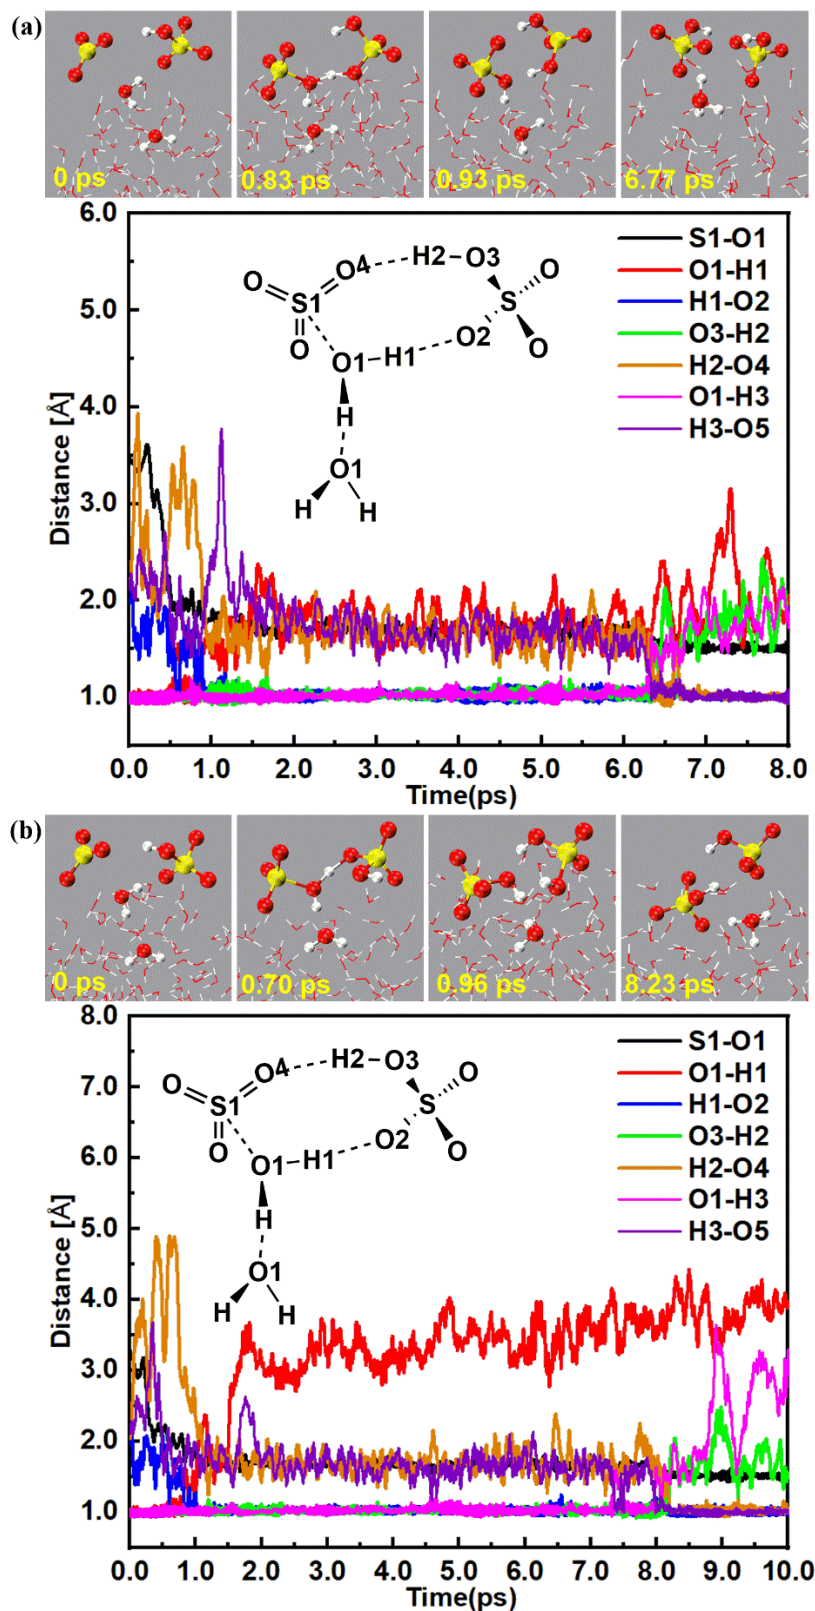 (a)
0 ps
0.83 ps
0.93 ps
6.77 ps
6.0
5.0
4.0
3.0
2.0
1.0
Distance [Å]
S1-O1
O1-H1
H1-O2
O3-H2
H2-O4
O1-H3
H3-O5
O4
H2
O3
O
O
S1
S
O
O2
O
O1
H1
H
O1
H
H
0.0
1.0
2.0
3.0
4.0
5.0
6.0
7.0
8.0
Time(ps)
(b)
0 ps
0.70 ps
0.96 ps
8.23 ps
8.0
7.0
6.0
5.0
4.0
3.0
2.0
1.0
Distance [Å]
S1-O1
O1-H1
H1-O2
O3-H2
H2-O4
O1-H3
H3-O5
O4
H2
O3
O
O
S1
S
O
O2
O
O1
H1
H
O1
H
H
0.0
1.0
2.0
3.0
4.0
5.0
6.0
7.0
8.0
9.0
10.0
Time(ps)